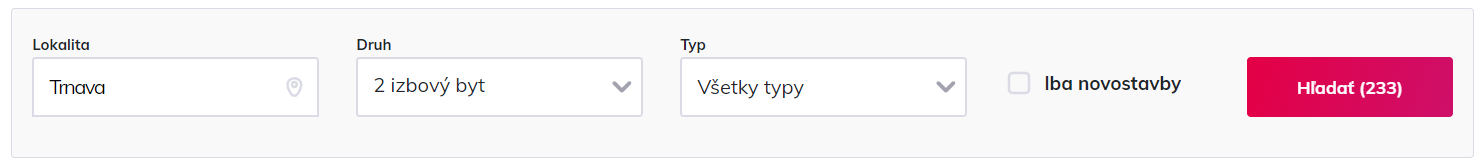 Lokalita
Trnava
Druh
2 izbový byt
Typ
Všetky typy
Iba novostavby
Hľadať (233)